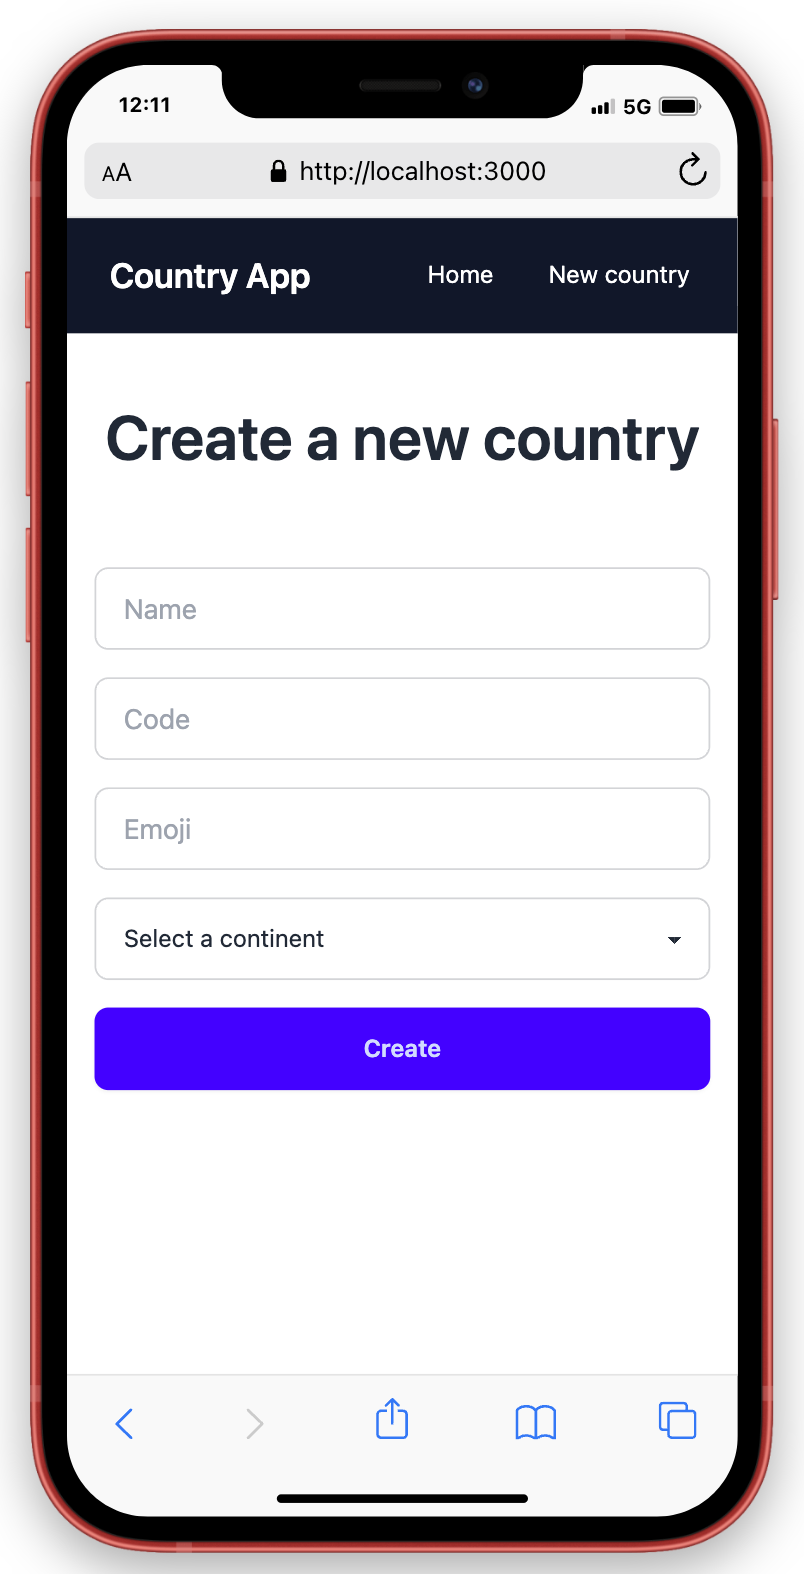 12:11 5G
AA http://localhost:3000
Country App Home New country
Create a new country
Name
Code
Emoji
Select a continent
Create